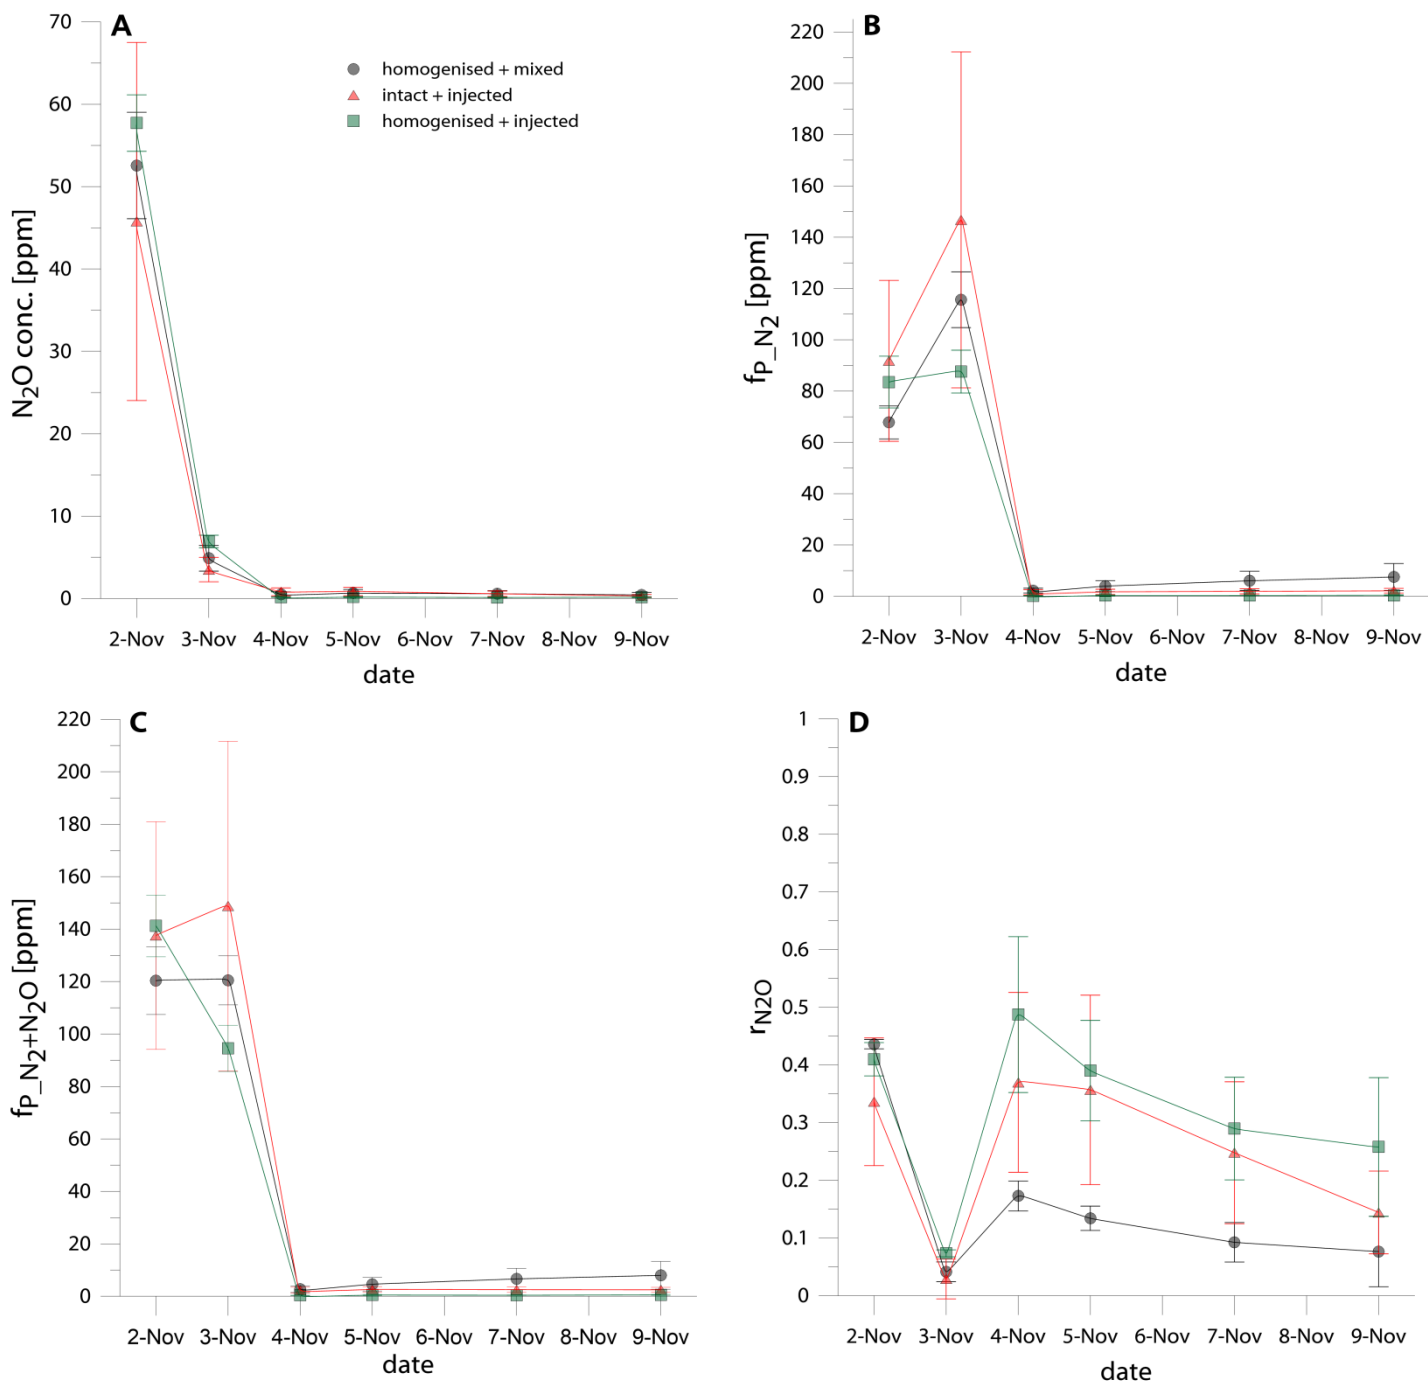 A
70
60
50
40
30
20
10
0
N₂O conc. [ppm]
homogenised + mixed
intact + injected
homogenised + injected
2-Nov 3-Nov 4-Nov 5-Nov 6-Nov 7-Nov 8-Nov 9-Nov
date
B
220
200
180
160
140
120
100
80
60
40
20
0
fP_N₂ [ppm]
2-Nov 3-Nov 4-Nov 5-Nov 6-Nov 7-Nov 8-Nov 9-Nov
date
C
220
200
180
160
140
120
100
80
60
40
20
0
fP_N₂+N₂O [ppm]
2-Nov 3-Nov 4-Nov 5-Nov 6-Nov 7-Nov 8-Nov 9-Nov
date
D
1
0.9
0.8
0.7
0.6
0.5
0.4
0.3
0.2
0.1
0
rN2O
2-Nov 3-Nov 4-Nov 5-Nov 6-Nov 7-Nov 8-Nov 9-Nov
date